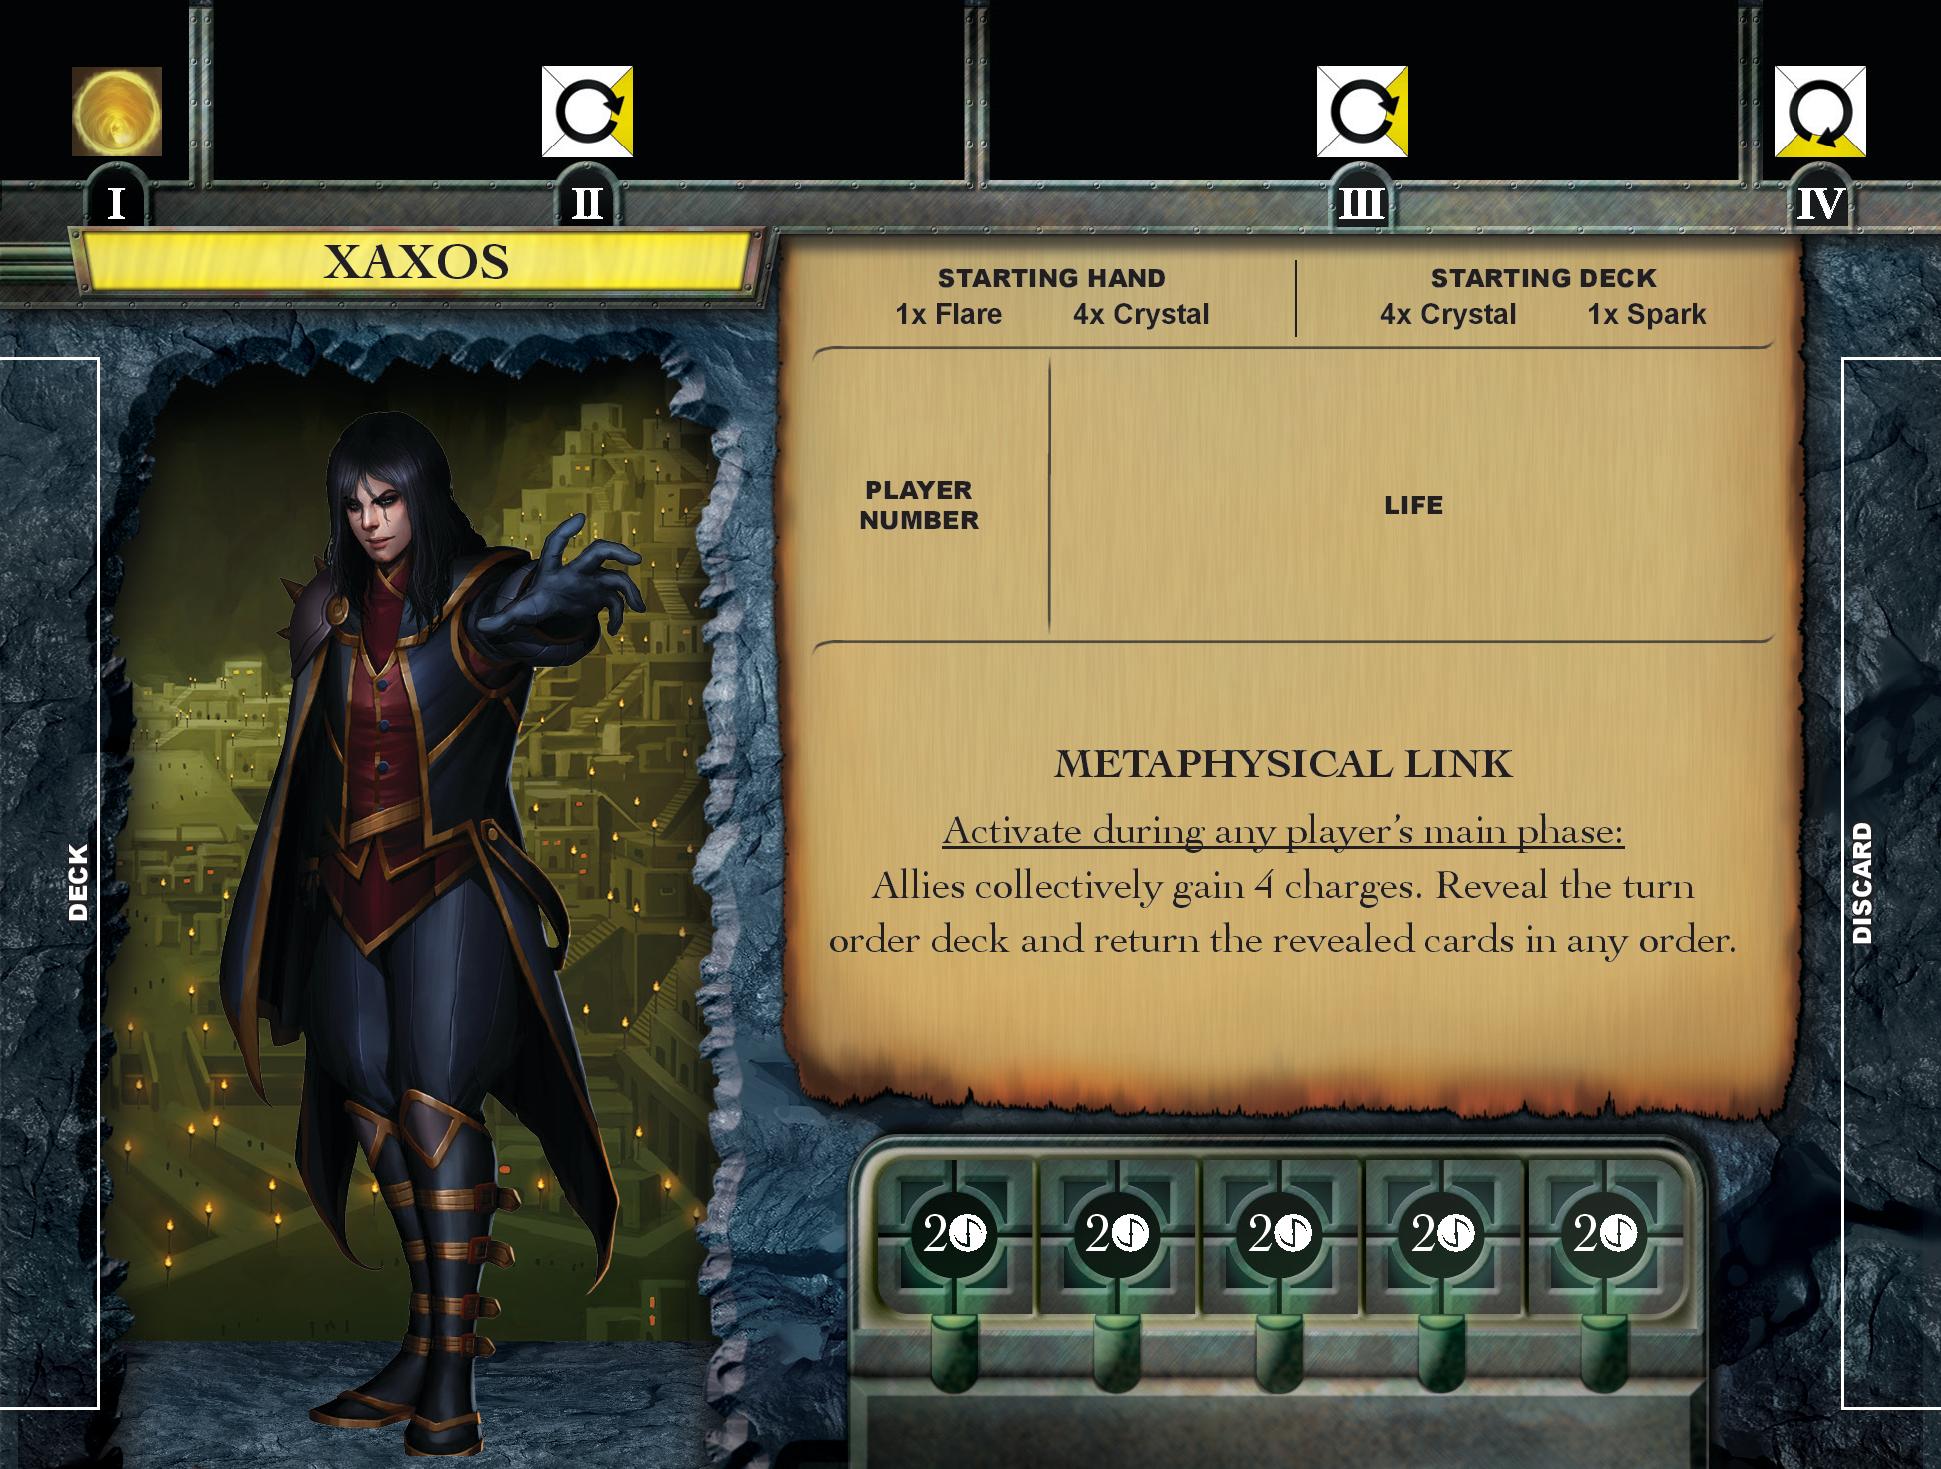 I
II
III
IV
XAXOS
STARTING HAND
1x Flare 4x Crystal
STARTING DECK
4x Crystal 1x Spark
PLAYER
NUMBER
LIFE
METAPHYSICAL LINK
Activate during any player's main phase:
Allies collectively gain 4 charges. Reveal the turn
order deck and return the revealed cards in any order.
DECK
DISCARD
2 2 2 2 2